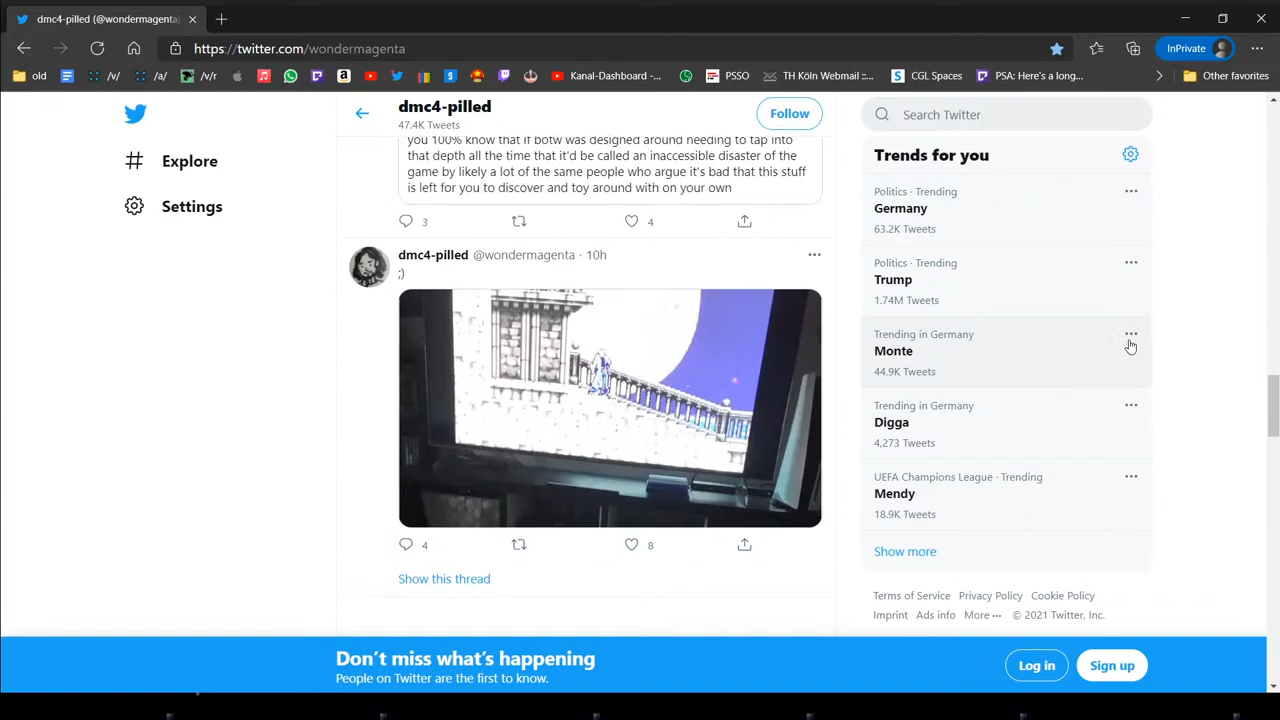 dmc4-pilled (@wondermagenta)
https://twitter.com/wondermagenta
InPrivate
old
/v/
/a/
/v/r
Kanal-Dashboard -...
PSSO
TH Köln Webmail ::...
CGL Spaces
PSA: Here's a long...
Other favorites
Explore
Settings
dmc4-pilled
47.4K Tweets
Follow
you 100% know that if botw was designed around needing to tap into
that depth all the time that it'd be called an inaccessible disaster of the
game by likely a lot of the same people who argue it's bad that this stuff
is left for you to discover and toy around with on your own
3
4
dmc4-pilled @wondermagenta · 10h
;)
4
8
Show this thread
Search Twitter
Trends for you
Politics · Trending
Germany
63.2K Tweets
Politics · Trending
Trump
1.74M Tweets
Trending in Germany
Monte
44.9K Tweets
Trending in Germany
Digga
4,273 Tweets
UEFA Champions League · Trending
Mendy
18.9K Tweets
Show more
Terms of Service Privacy Policy Cookie Policy
Imprint Ads info More ··· © 2021 Twitter, Inc.
Don't miss what's happening
People on Twitter are the first to know.
Log in
Sign up